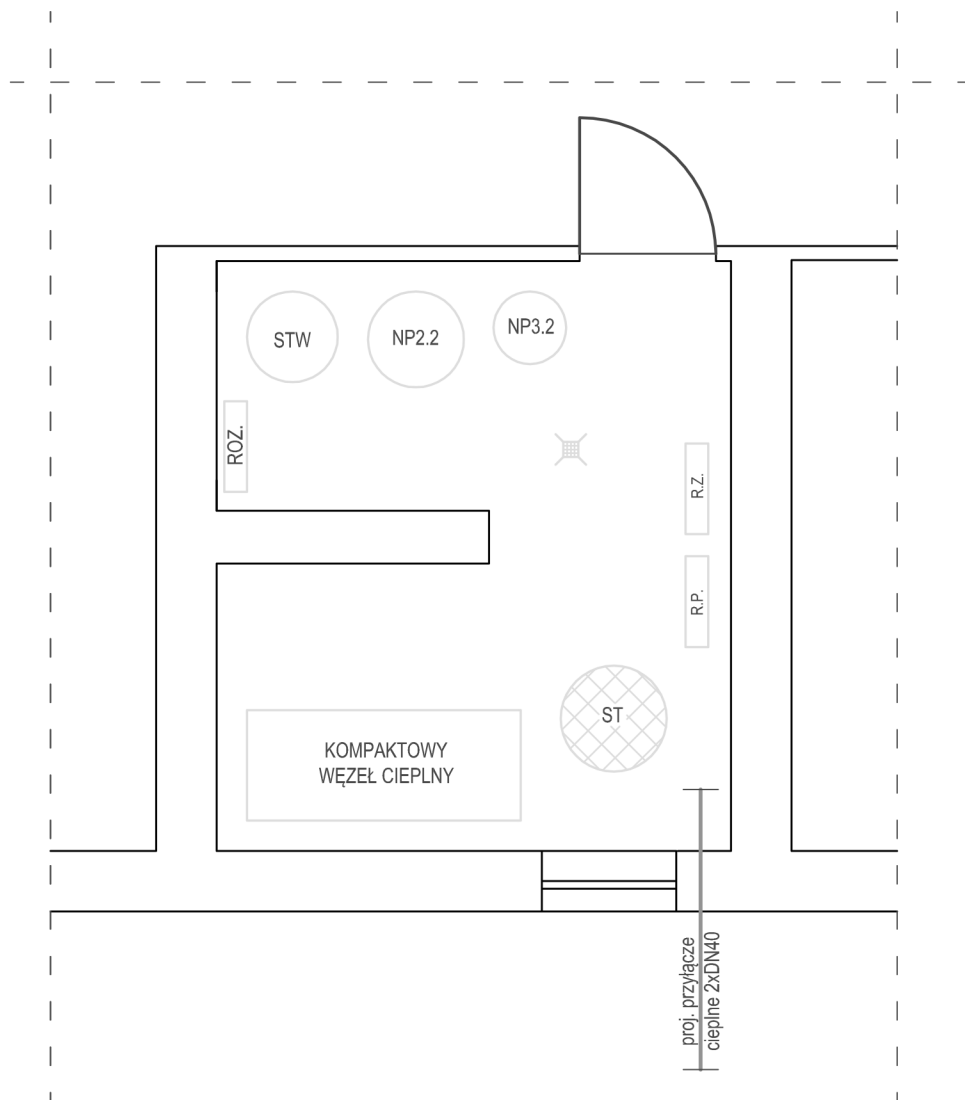 STW
NP2.2
NP3.2
ROZ.
R.Z.
R.P.
ST
KOMPAKTOWY
WĘZEŁ CIEPLNY
proj. przyłącze
cieplne 2xDN40